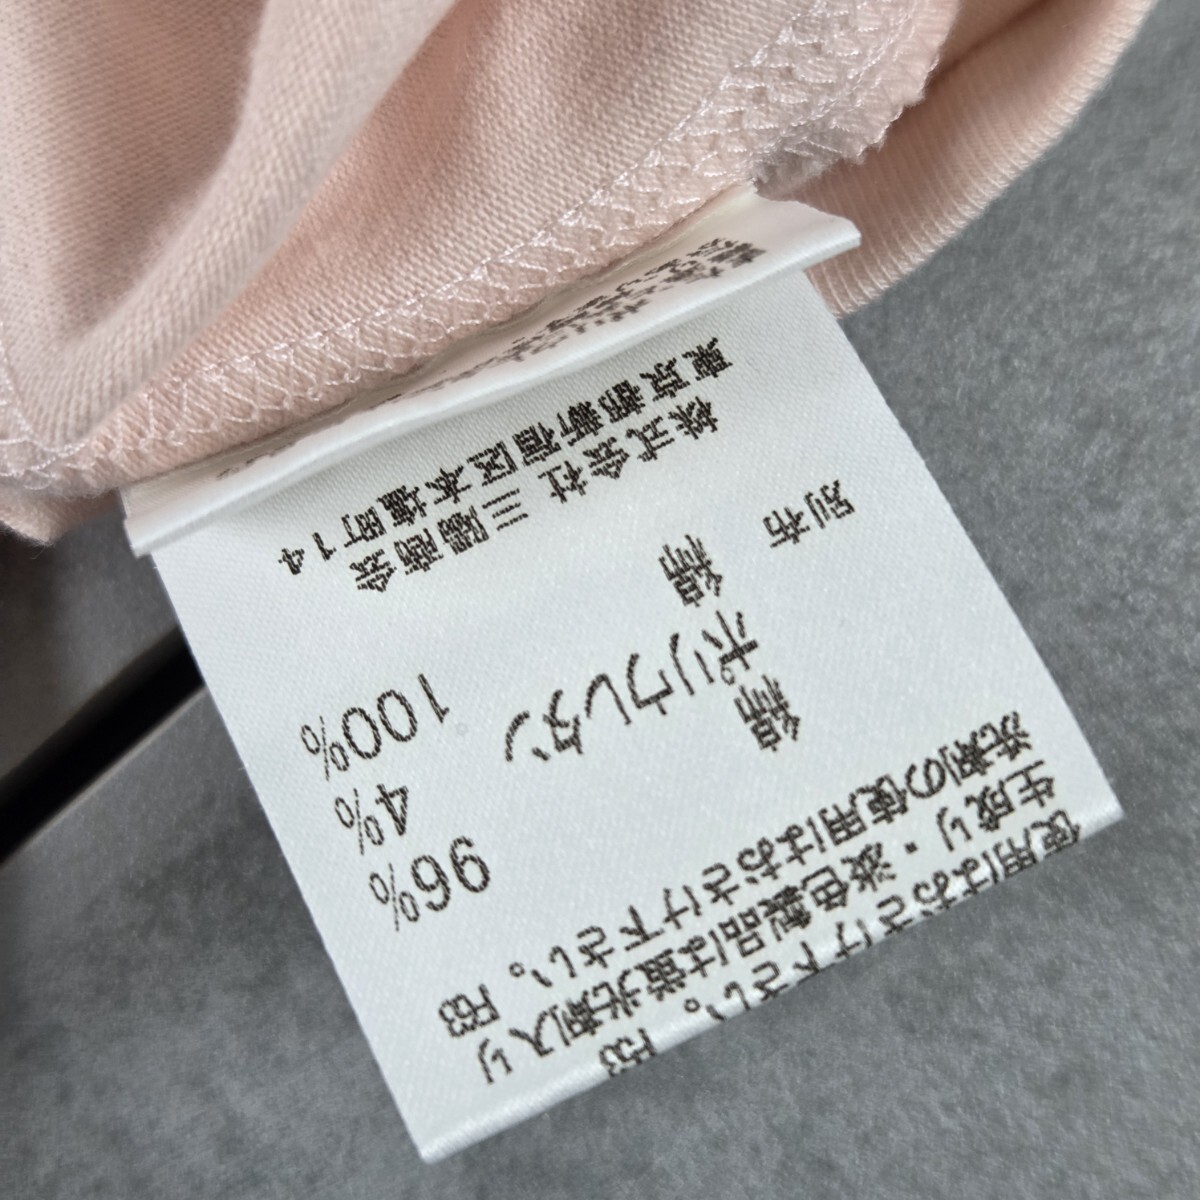 使用はおさけ下さい。 F63
生成り・淡色製品は蛍光剤入り
洗剤の使用はおさけ下さい。 F63
綿 96%
ポリウレタン 4%
別布 綿 100%
株式会社 三陽商会
東京都新宿区本塩町14